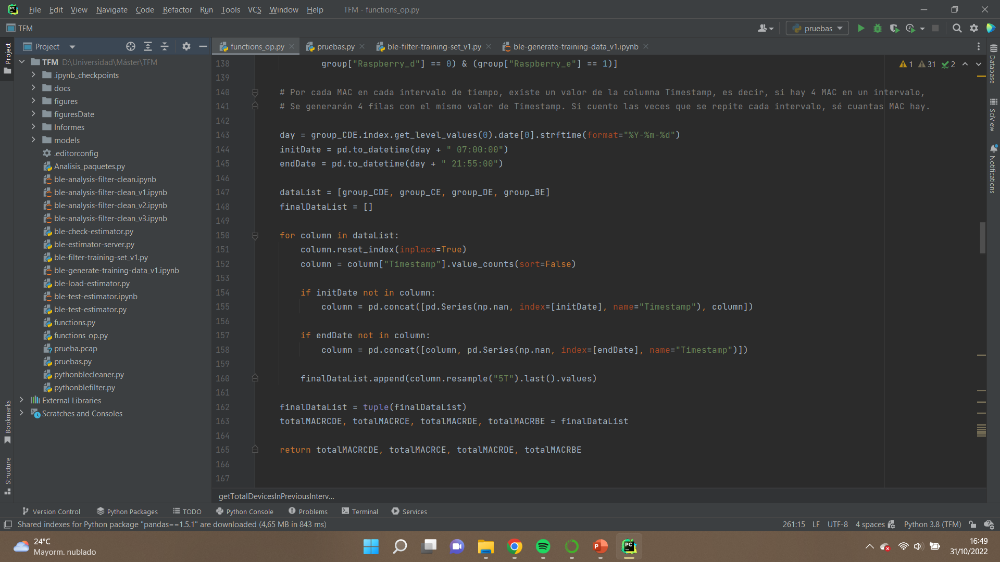 File Edit View Navigate Code Refactor Run Tools VCS Window Help TFM - functions_op.py
TFM
pruebas
Project
functions_op.py
pruebas.py
ble-filter-training-set_v1.py
ble-generate-training-data_v1.ipynb
Project
Bookmarks
Structure
TFM D:\Universidad\Máster\TFM
.ipynb_checkpoints
docs
figures
figuresDate
Informes
models
.editorconfig
Analisis_paquetes.py
ble-analysis-filter-clean.ipynb
ble-analysis-filter-clean_v1.ipynb
ble-analysis-filter-clean_v2.ipynb
ble-analysis-filter-clean_v3.ipynb
ble-check-estimator.py
ble-estimator-server.py
ble-filter-training-set_v1.py
ble-generate-training-data_v1.ipynb
ble-load-estimator.py
ble-test-estimator.ipynb
ble-test-estimator.py
functions.py
functions_op.py
prueba.pcap
pruebas.py
pythonblecleaner.py
pythonblefilter.py
External Libraries
Scratches and Consoles
1 31 2
138 group["Raspberry_d"] == 0) & (group["Raspberry_e"] == 1)]
139
140 # Por cada MAC en cada intervalo de tiempo, existe un valor de la columna Timestamp, es decir, si hay 4 MAC en un intervalo,
141 # Se generarán 4 filas con el mismo valor de Timestamp. Si cuento las veces que se repite cada intervalo, sé cuantas MAC hay.
142
143 day = group_CDE.index.get_level_values(0).date[0].strftime(format="%Y-%m-%d")
144 initDate = pd.to_datetime(day + " 07:00:00")
145 endDate = pd.to_datetime(day + " 21:55:00")
146
147 dataList = [group_CDE, group_CE, group_DE, group_BE]
148 finalDataList = []
149
150 for column in dataList:
151 column.reset_index(inplace=True)
152 column = column["Timestamp"].value_counts(sort=False)
153
154 if initDate not in column:
155 column = pd.concat([pd.Series(np.nan, index=[initDate], name="Timestamp"), column])
156
157 if endDate not in column:
158 column = pd.concat([column, pd.Series(np.nan, index=[endDate], name="Timestamp")])
159
160 finalDataList.append(column.resample("5T").last().values)
161
162 finalDataList = tuple(finalDataList)
163 totalMACRCDE, totalMACRCE, totalMACRDE, totalMACRBE = finalDataList
164
165 return totalMACRCDE, totalMACRCE, totalMACRDE, totalMACRBE
166
167
getTotalDevicesInPreviousInterv...
Database
SciView
Notifications
Version Control Python Packages TODO Python Console Problems Terminal Services
Shared indexes for Python package "pandas==1.5.1" are downloaded (4,65 MB in 843 ms)
261:15 LF UTF-8 4 spaces Python 3.8 (TFM)
24°C
Mayorm. nublado
16:49
31/10/2022